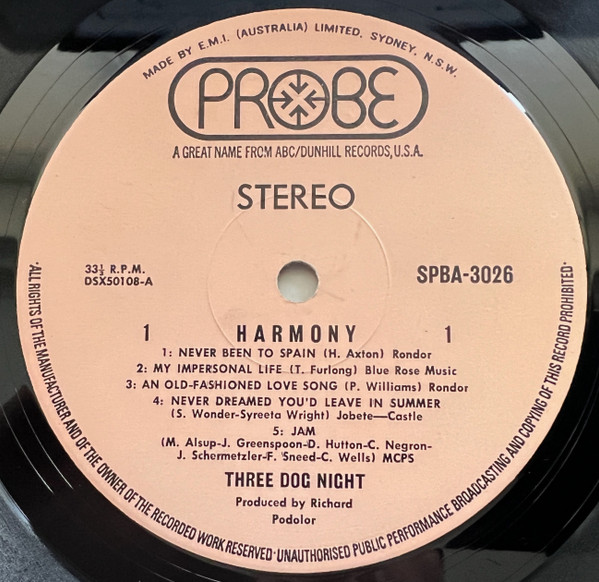 MADE BY E.M.I. (AUSTRALIA) LIMITED. SYDNEY, N.S.W.
PROBE
A GREAT NAME FROM ABC/DUNHILL RECORDS, U.S.A.
STEREO
33⅓ R.P.M.
DSX50108-A
SPBA-3026
1 HARMONY 1
1: NEVER BEEN TO SPAIN (H. Axton) Rondor
2: MY IMPERSONAL LIFE (T. Furlong) Blue Rose Music
3: AN OLD-FASHIONED LOVE SONG (P. Williams) Rondor
4: NEVER DREAMED YOU'D LEAVE IN SUMMER
(S. Wonder-Syreeta Wright) Jobete—Castle
5: JAM
(M. Alsup-J. Greenspoon-D. Hutton-C. Negron-
J. Schermetzler-F. Sneed-C. Wells) MCPS
THREE DOG NIGHT
Produced by Richard
Podolor
·ALL RIGHTS OF THE MANUFACTURER AND OF THE OWNER OF THE RECORDED WORK RESERVED·UNAUTHORISED PUBLIC PERFORMANCE BROADCASTING AND COPYING OF THIS RECORD PROHIBITED·